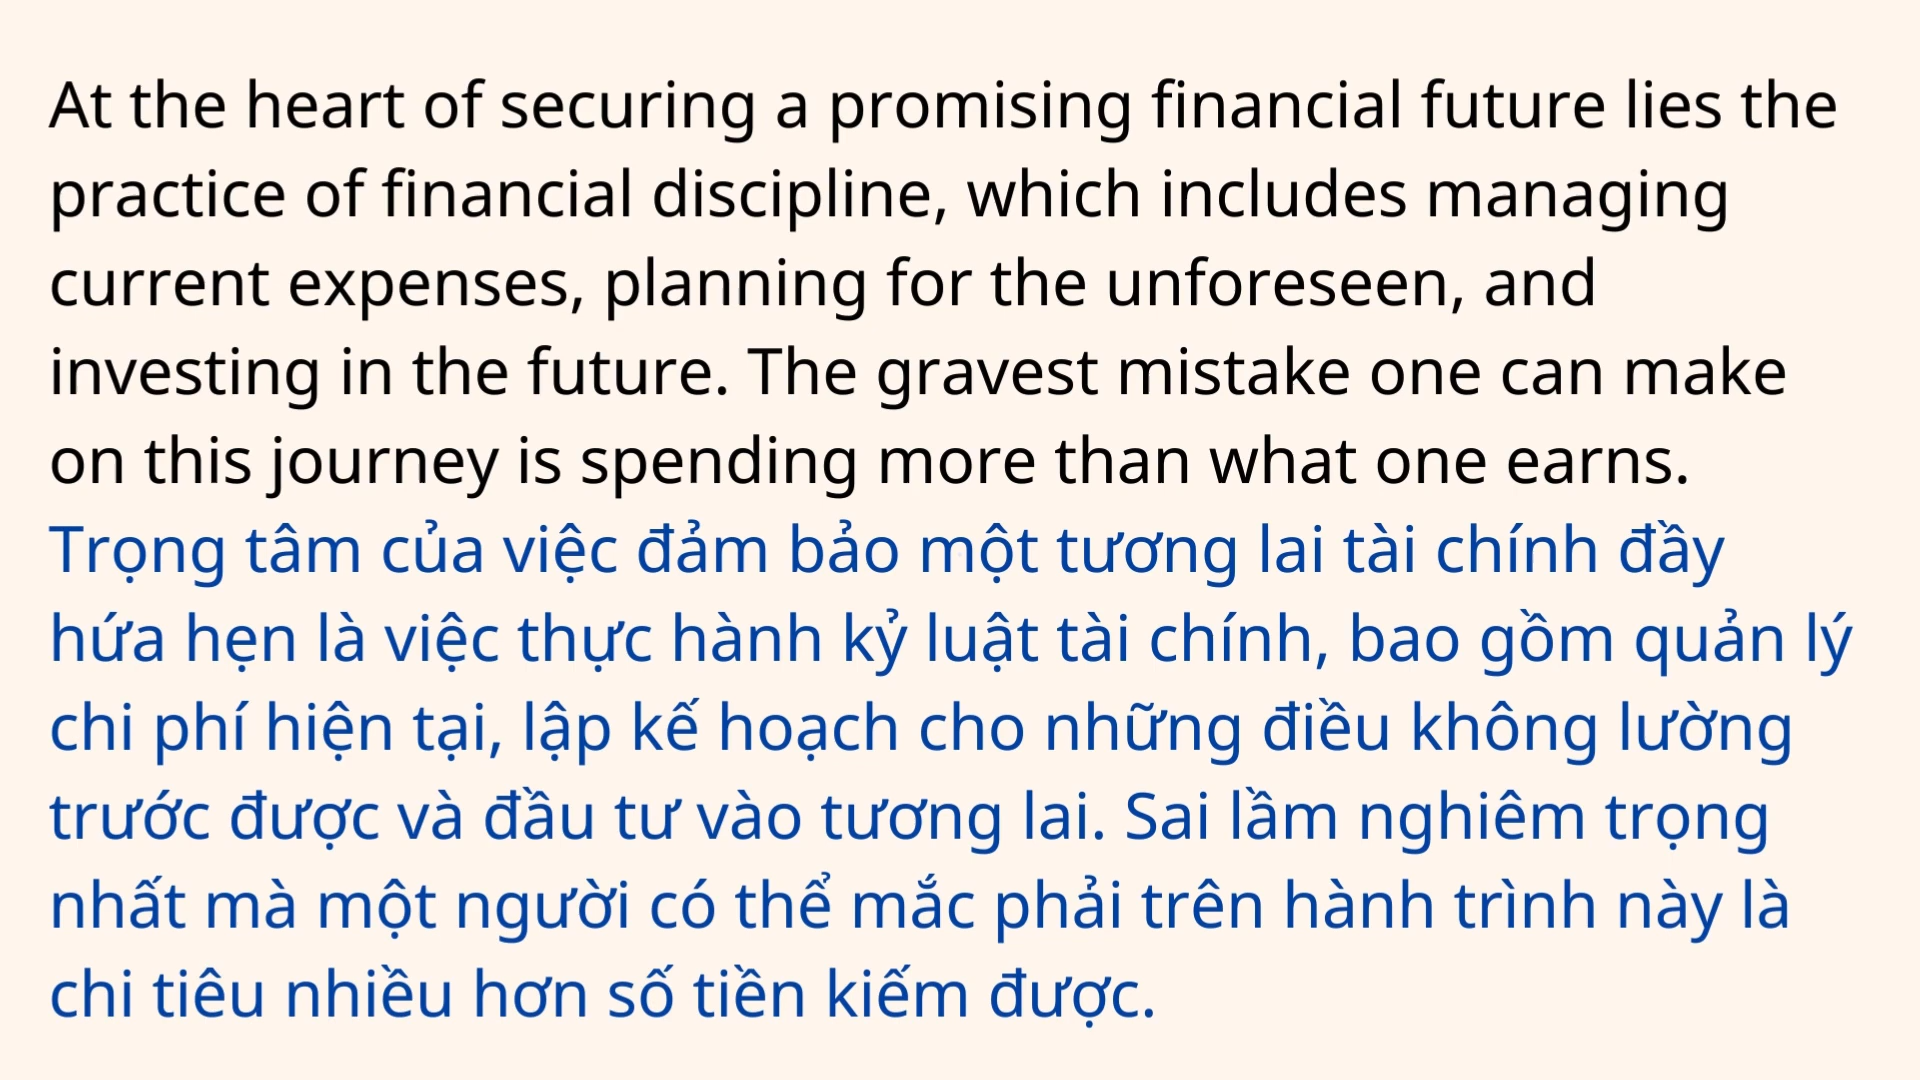 At the heart of securing a promising financial future lies the
practice of financial discipline, which includes managing
current expenses, planning for the unforeseen, and
investing in the future. The gravest mistake one can make
on this journey is spending more than what one earns.
Trọng tâm của việc đảm bảo một tương lai tài chính đầy
hứa hẹn là việc thực hành kỷ luật tài chính, bao gồm quản lý
chi phí hiện tại, lập kế hoạch cho những điều không lường
trước được và đầu tư vào tương lai. Sai lầm nghiêm trọng
nhất mà một người có thể mắc phải trên hành trình này là
chi tiêu nhiều hơn số tiền kiếm được.